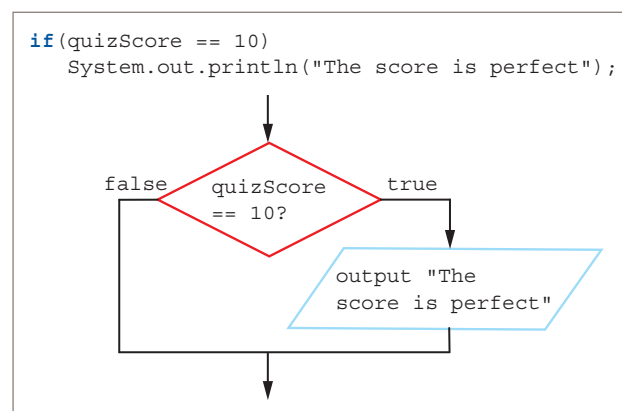 if(quizScore == 10)
System.out.println("The score is perfect");
false
quizScore
== 10?
true
output "The
score is perfect"